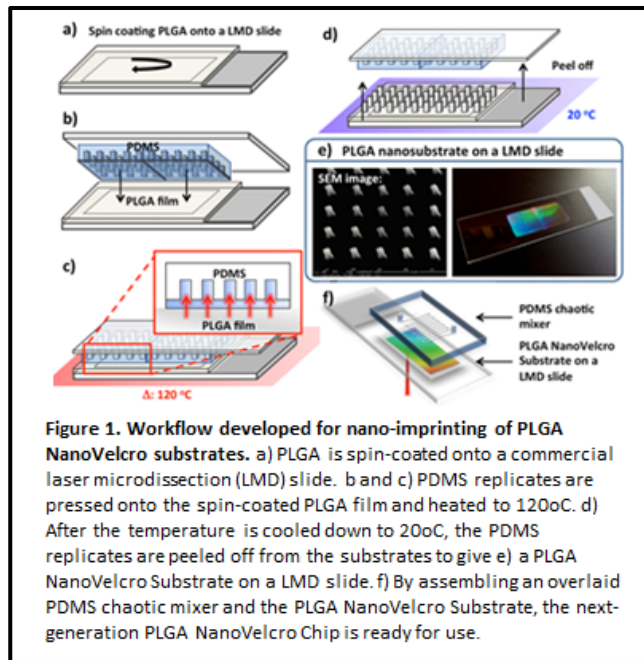 a) Spin coating PLGA onto a LMD slide
b)
PDMS
PLGA film
c)
PDMS
PLGA film
Δ: 120 °C
d)
Peel off
20 °C
e) PLGA nanosubstrate on a LMD slide
SEM image:
f)
PDMS chaotic
mixer
PLGA NanoVelcro
Substrate on a
LMD slide
Figure 1. Workflow developed for nano-imprinting of PLGA
NanoVelcro substrates. a) PLGA is spin-coated onto a commercial
laser microdissection (LMD) slide. b and c) PDMS replicates are
pressed onto the spin-coated PLGA film and heated to 120oC. d)
After the temperature is cooled down to 20oC, the PDMS
replicates are peeled off from the substrates to give e) a PLGA
NanoVelcro Substrate on a LMD slide. f) By assembling an overlaid
PDMS chaotic mixer and the PLGA NanoVelcro Substrate, the next-
generation PLGA NanoVelcro Chip is ready for use.